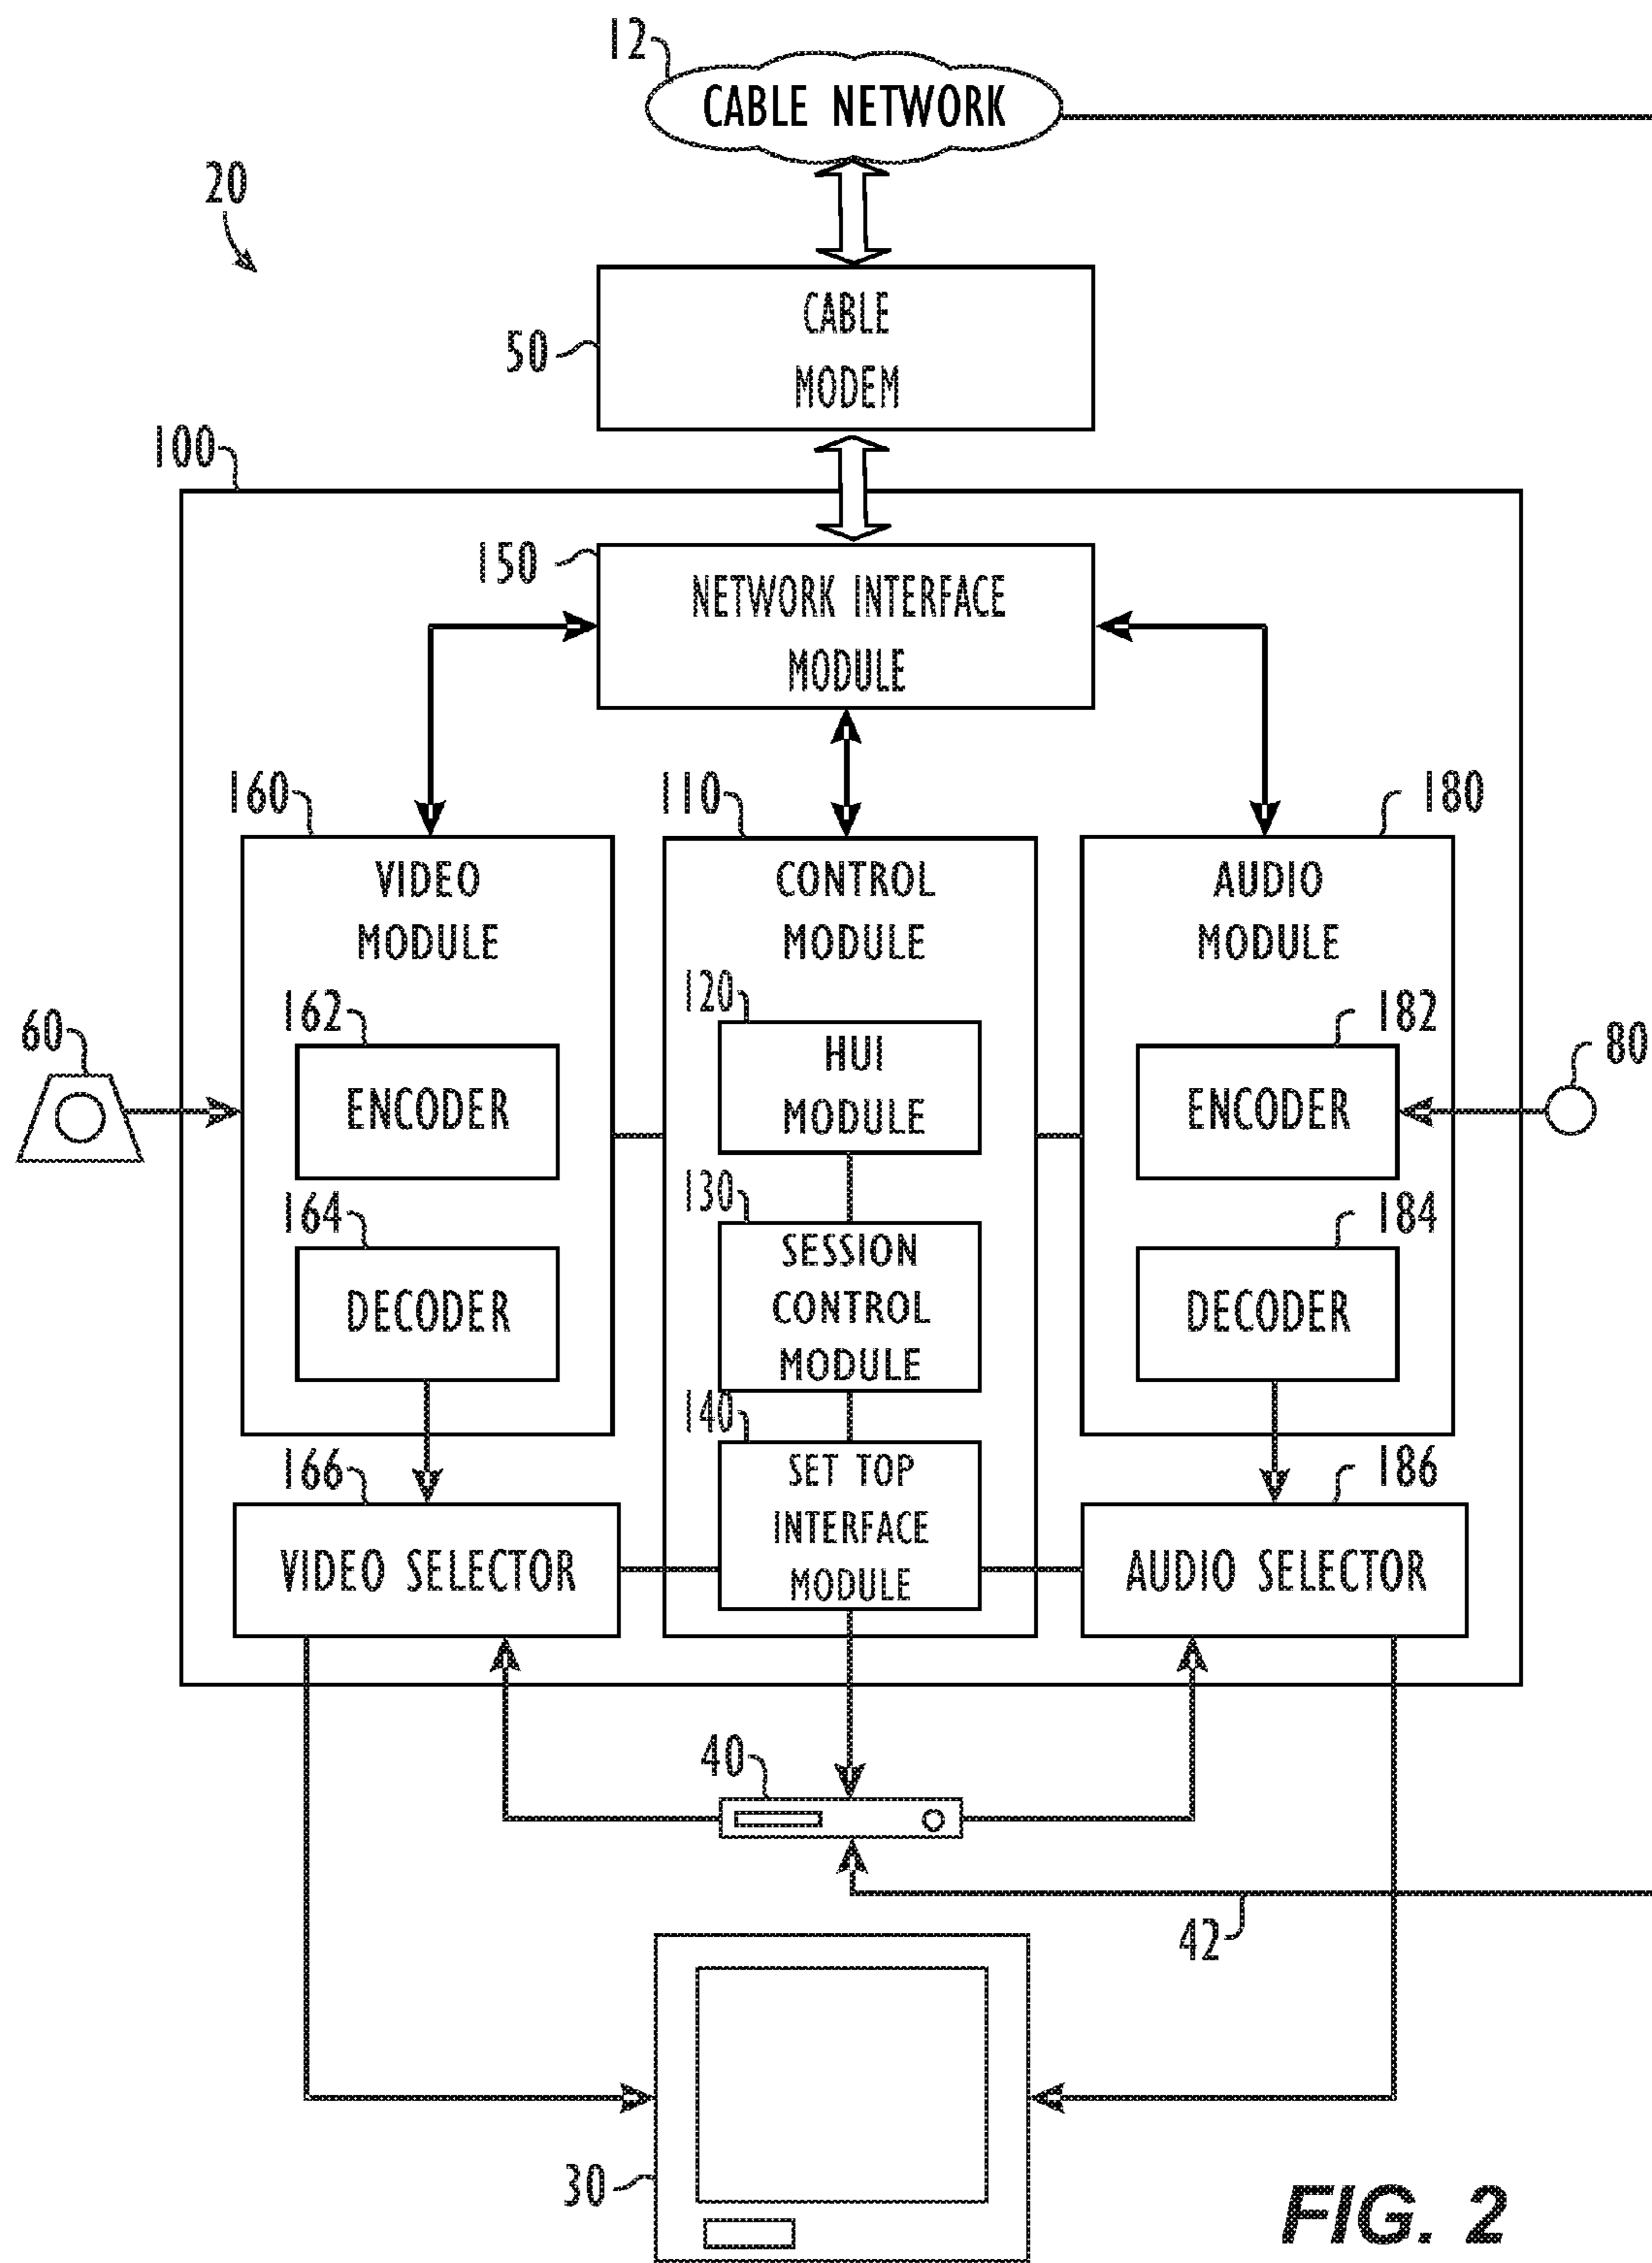 12
CABLE NETWORK
20
CABLE
MODEM
50
100
150
NETWORK INTERFACE
MODULE
160
110
180
VIDEO
MODULE
CONTROL
MODULE
AUDIO
MODULE
120
162
182
60
80
HUI
MODULE
ENCODER
ENCODER
130
164
184
SESSION
CONTROL
MODULE
DECODER
DECODER
140
166
186
SET TOP
INTERFACE
MODULE
VIDEO SELECTOR
AUDIO SELECTOR
40
42
30
FIG. 2